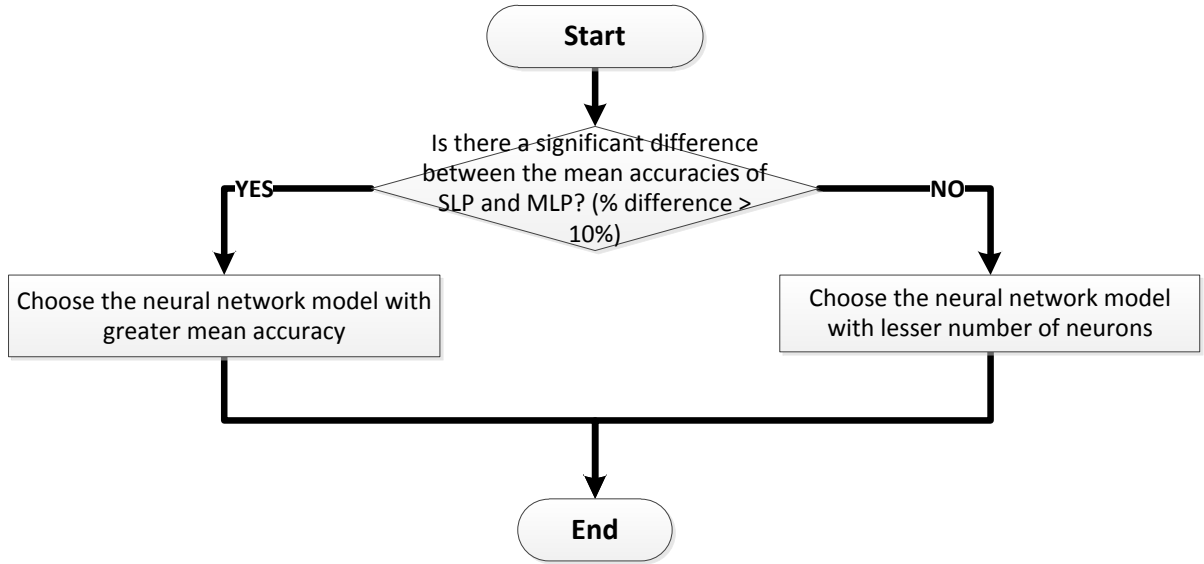 Start
Is there a significant difference
between the mean accuracies of
SLP and MLP? (% difference >
10%)
YES
NO
Choose the neural network model with
greater mean accuracy
Choose the neural network model
with lesser number of neurons
End